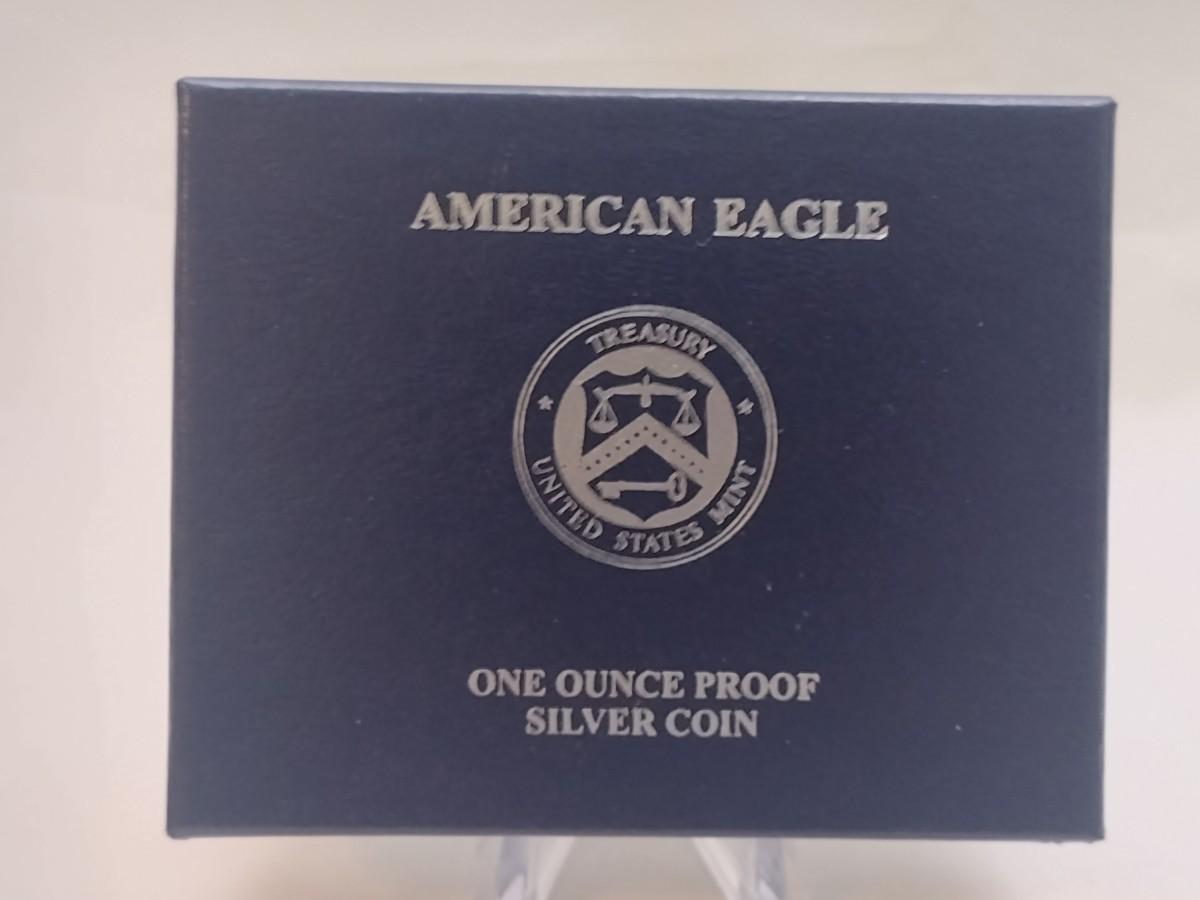 AMERICAN EAGLE
TREASURY
UNITED STATES MINT
ONE OUNCE PROOF
SILVER COIN